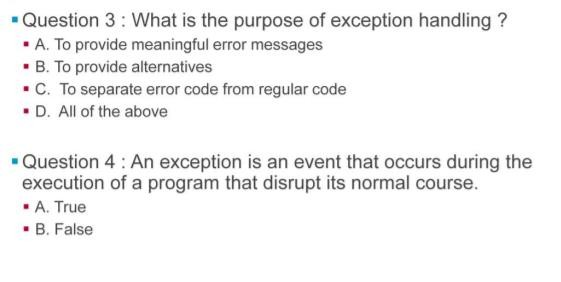 Question 3 : What is the purpose of exception handling ?
A. To provide meaningful error messages
B. To provide alternatives
C. To separate error code from regular code
D. All of the above
Question 4 : An exception is an event that occurs during the
execution of a program that disrupt its normal course.
A. True
B. False